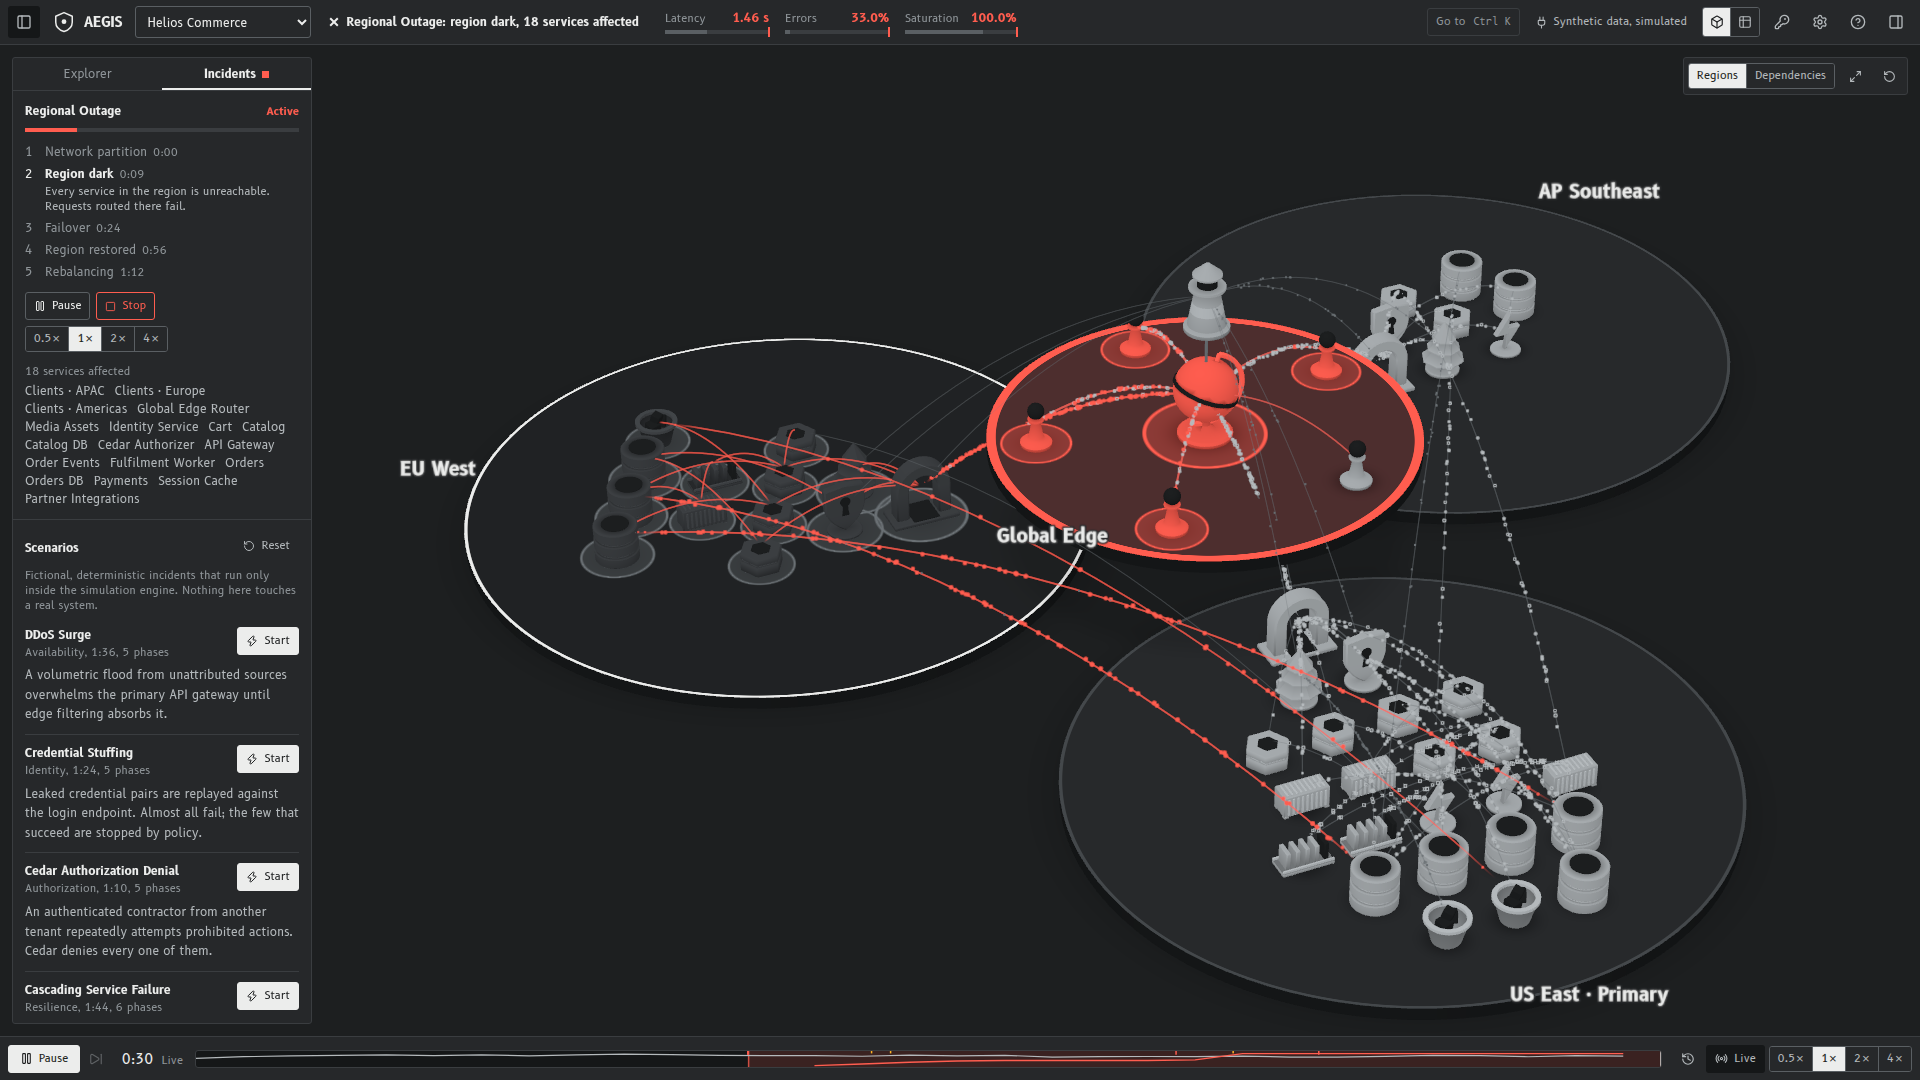 AEGIS
Helios Commerce
Regional Outage: region dark, 18 services affected
Latency 1.46 s
Errors 33.0%
Saturation 100.0%
Go to Ctrl K
Synthetic data, simulated
Explorer
Incidents
Regional Outage
Active
1 Network partition 0:00
2 Region dark 0:09
Every service in the region is unreachable.
Requests routed there fail.
3 Failover 0:24
4 Region restored 0:56
5 Rebalancing 1:12
Pause
Stop
0.5× 1× 2× 4×
18 services affected
Clients · APAC Clients · Europe
Clients · Americas Global Edge Router
Media Assets Identity Service Cart Catalog
Catalog DB Cedar Authorizer API Gateway
Order Events Fulfilment Worker Orders
Orders DB Payments Session Cache
Partner Integrations
Scenarios
Reset
Fictional, deterministic incidents that run only
inside the simulation engine. Nothing here touches
a real system.
DDoS Surge
Start
Availability, 1:36, 5 phases
A volumetric flood from unattributed sources
overwhelms the primary API gateway until
edge filtering absorbs it.
Credential Stuffing
Start
Identity, 1:24, 5 phases
Leaked credential pairs are replayed against
the login endpoint. Almost all fail; the few that
succeed are stopped by policy.
Cedar Authorization Denial
Start
Authorization, 1:10, 5 phases
An authenticated contractor from another
tenant repeatedly attempts prohibited actions.
Cedar denies every one of them.
Cascading Service Failure
Start
Resilience, 1:44, 6 phases
Regions
Dependencies
AP Southeast
EU West
Global Edge
US East · Primary
Pause
0:30 Live
Live
0.5× 1× 2× 4×